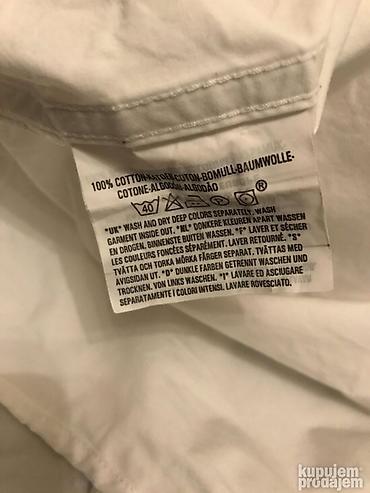 100% COTTON-KATOEN-COTON-BOMULL-BAUMWOLLE-
COTONE-ALGODÓN-ALGODÃO
40 ®
*UK* WASH AND DRY DEEP COLORS SEPARATELY. WASH
GARMENT INSIDE OUT. *NL* DONKERE KLEUREN APART WASSEN
EN DROGEN. BINNENSTE BUITEN WASSEN. *F* LAVER ET SÉCHER
LES COULEURS FONCÉES SÉPARÉMENT. LAVER RETOURNÉ. *S*
TVÄTTA OCH TORKA MÖRKA FÄRGER SEPARAT. TVÄTTAS MED
AVIGSIDAN UT. *D* DUNKLE FARBEN GETRENNT WASCHEN UND
TROCKNEN. VON LINKS WASCHEN. *I* LAVARE ED ASCIUGARE
SEPARATAMENTE I COLORI INTENSI. LAVARE ROVESCIATO.
kupujem
prodajem